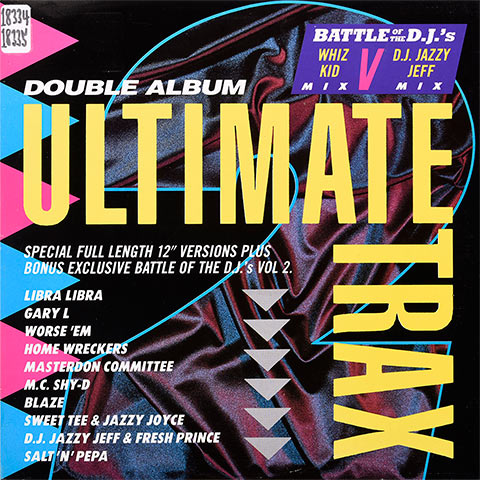 18334
18335
BATTLE OF THE D.J.'s
WHIZ KID MIX V D.J. JAZZY JEFF MIX
DOUBLE ALBUM
ULTIMATE
TRAX
SPECIAL FULL LENGTH 12" VERSIONS PLUS
BONUS EXCLUSIVE BATTLE OF THE D.J.'s VOL 2.
LIBRA LIBRA
GARY L
WORSE 'EM
HOME WRECKERS
MASTERDON COMMITTEE
M.C. SHY-D
BLAZE
SWEET TEE & JAZZY JOYCE
D.J. JAZZY JEFF & FRESH PRINCE
SALT 'N' PEPA